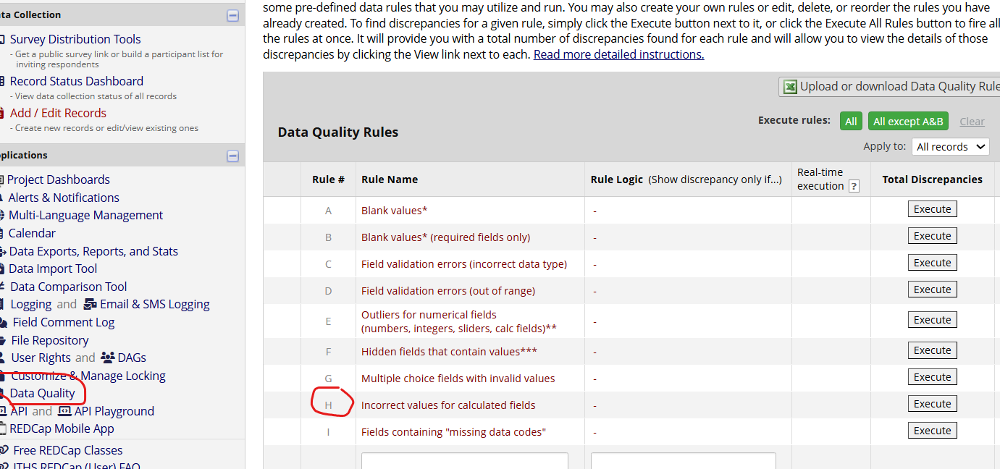 ta Collection
Survey Distribution Tools
- Get a public survey link or build a participant list for
inviting respondents
Record Status Dashboard
- View data collection status of all records
Add / Edit Records
- Create new records or edit/view existing ones
plications
Project Dashboards
Alerts & Notifications
Multi-Language Management
Calendar
Data Exports, Reports, and Stats
Data Import Tool
Data Comparison Tool
Logging and Email & SMS Logging
Field Comment Log
File Repository
User Rights and DAGs
Customize & Manage Locking
Data Quality
API and API Playground
REDCap Mobile App
Free REDCap Classes
ITHS REDCap (User) FAQ
some pre-defined data rules that you may utilize and run. You may also create your own rules or edit, delete, or reorder the rules you have
already created. To find discrepancies for a given rule, simply click the Execute button next to it, or click the Execute All Rules button to fire all
the rules at once. It will provide you with a total number of discrepancies found for each rule and will allow you to view the details of those
discrepancies by clicking the View link next to each. Read more detailed instructions.
Upload or download Data Quality Rule
Execute rules: All All except A&B Clear
Data Quality Rules
Apply to: All records
Rule # Rule Name Rule Logic (Show discrepancy only if...) Real-time execution ? Total Discrepancies
A Blank values* - Execute
B Blank values* (required fields only) - Execute
C Field validation errors (incorrect data type) - Execute
D Field validation errors (out of range) - Execute
E Outliers for numerical fields
(numbers, integers, sliders, calc fields)** - Execute
F Hidden fields that contain values*** - Execute
G Multiple choice fields with invalid values - Execute
H Incorrect values for calculated fields - Execute
I Fields containing "missing data codes" - Execute